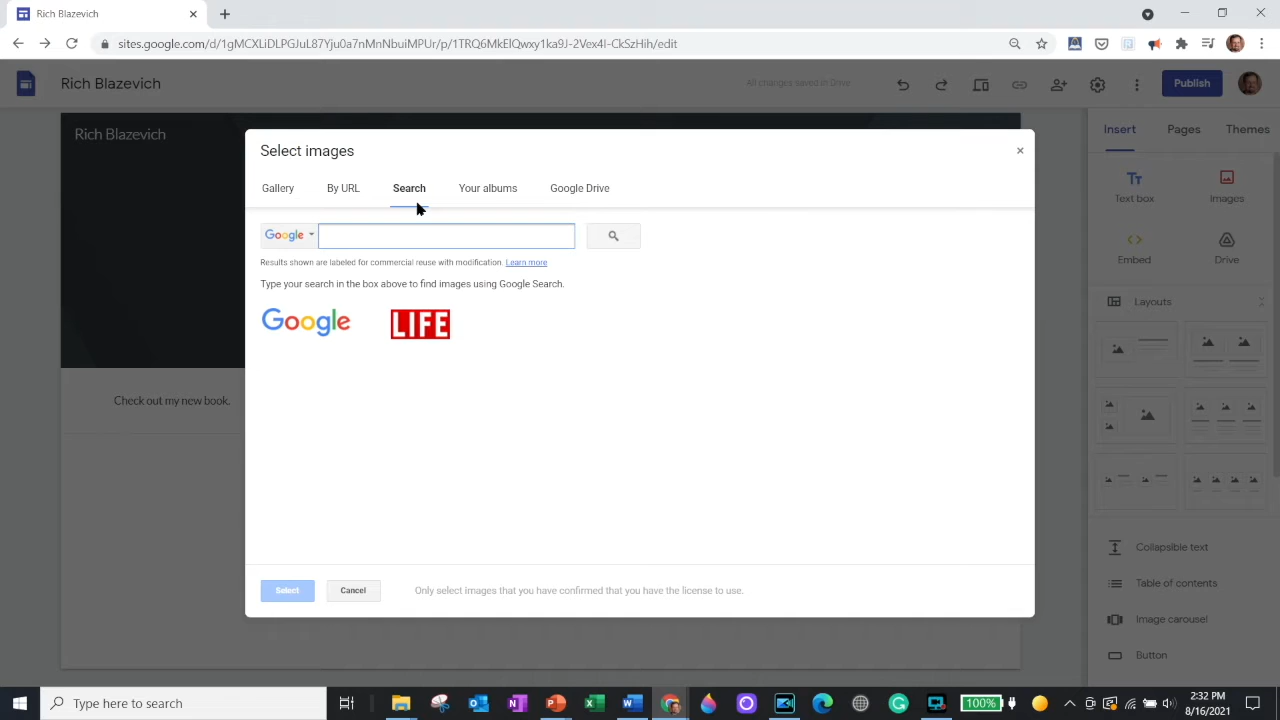 Rich Blazevich
sites.google.com/d/1gMCXLiDLPGJuL87Yju0a7nMnNbuiMPUr/p/1TRQ6MkEIQwxy1ka9J-2Vex4I-CkSzHih/edit
Rich Blazevich
All changes saved in Drive
Publish
Rich Blazevich
Insert
Pages
Themes
Select images
Gallery
By URL
Search
Your albums
Google Drive
Google
Results shown are labeled for commercial reuse with modification. Learn more
Type your search in the box above to find images using Google Search.
Google
LIFE
Check out my new book.
Select
Cancel
Only select images that you have confirmed that you have the license to use.
Text box
Images
Embed
Drive
Layouts
Collapsible text
Table of contents
Image carousel
Button
Type here to search
100%
2:32 PM
8/16/2021